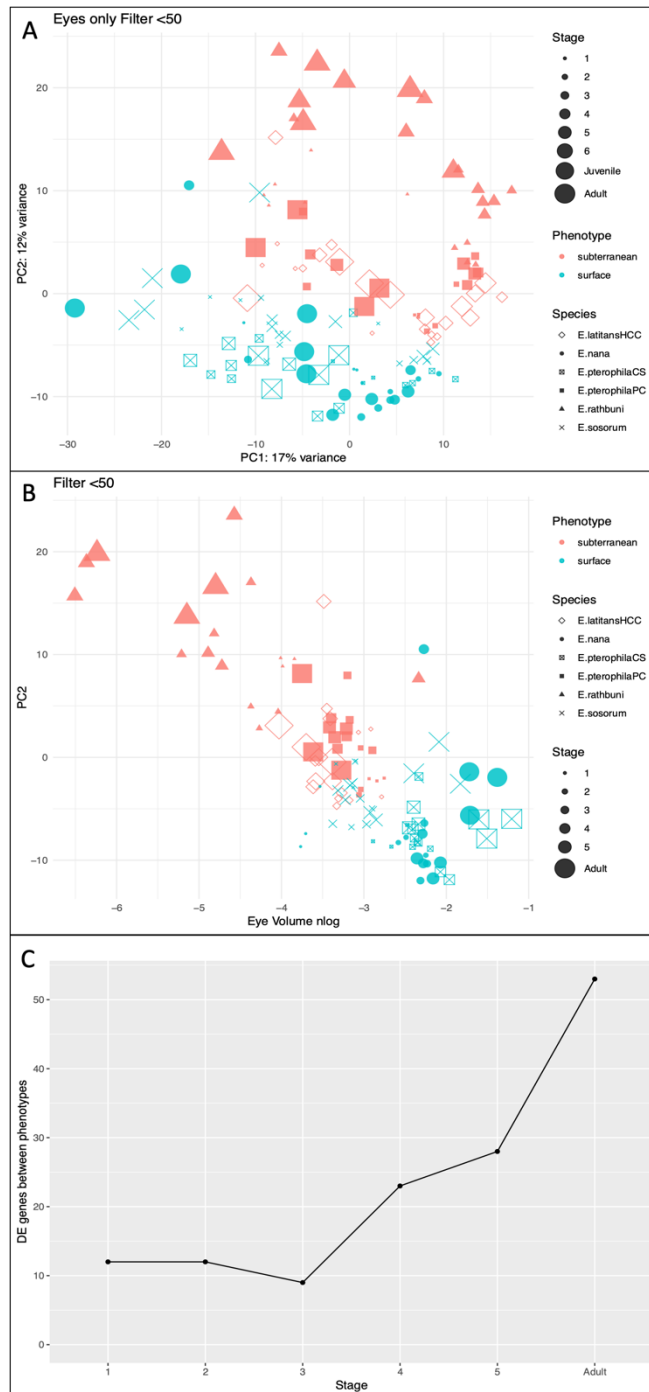 A
Eyes only Filter <50
20
10
0
−10
PC2: 12% variance
−30
−20
−10
0
10
PC1: 17% variance
Stage
1
2
3
4
5
6
Juvenile
Adult
Phenotype
subterranean
surface
Species
E.latitansHCC
E.nana
E.pterophilaCS
E.pterophilaPC
E.rathbuni
E.sosorum
B
Filter <50
20
10
0
−10
PC2
−6
−5
−4
−3
−2
−1
Eye Volume nlog
Phenotype
subterranean
surface
Species
E.latitansHCC
E.nana
E.pterophilaCS
E.pterophilaPC
E.rathbuni
E.sosorum
Stage
1
2
3
4
5
Adult
C
50
40
30
20
10
0
DE genes between phenotypes
1
2
3
4
5
Adult
Stage